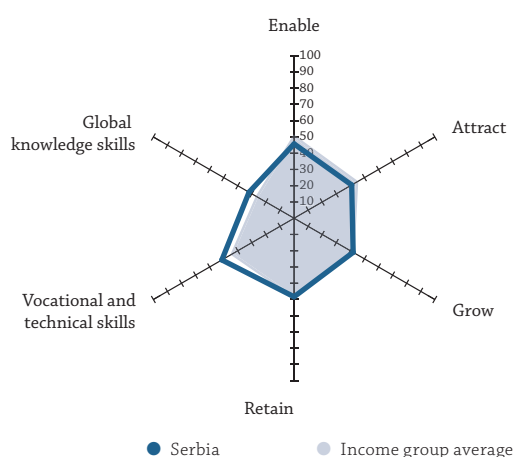 Enable
100
90
80
70
60
50
40
30
20
10
Attract
Global
knowledge skills
Vocational and
technical skills
Grow
Retain
Serbia
Income group average